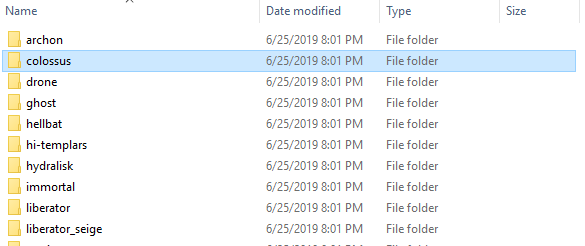 Name Date modified Type Size
archon 6/25/2019 8:01 PM File folder
colossus 6/25/2019 8:01 PM File folder
drone 6/25/2019 8:01 PM File folder
ghost 6/25/2019 8:01 PM File folder
hellbat 6/25/2019 8:01 PM File folder
hi-templars 6/25/2019 8:01 PM File folder
hydralisk 6/25/2019 8:01 PM File folder
immortal 6/25/2019 8:01 PM File folder
liberator 6/25/2019 8:01 PM File folder
liberator_seige 6/25/2019 8:01 PM File folder